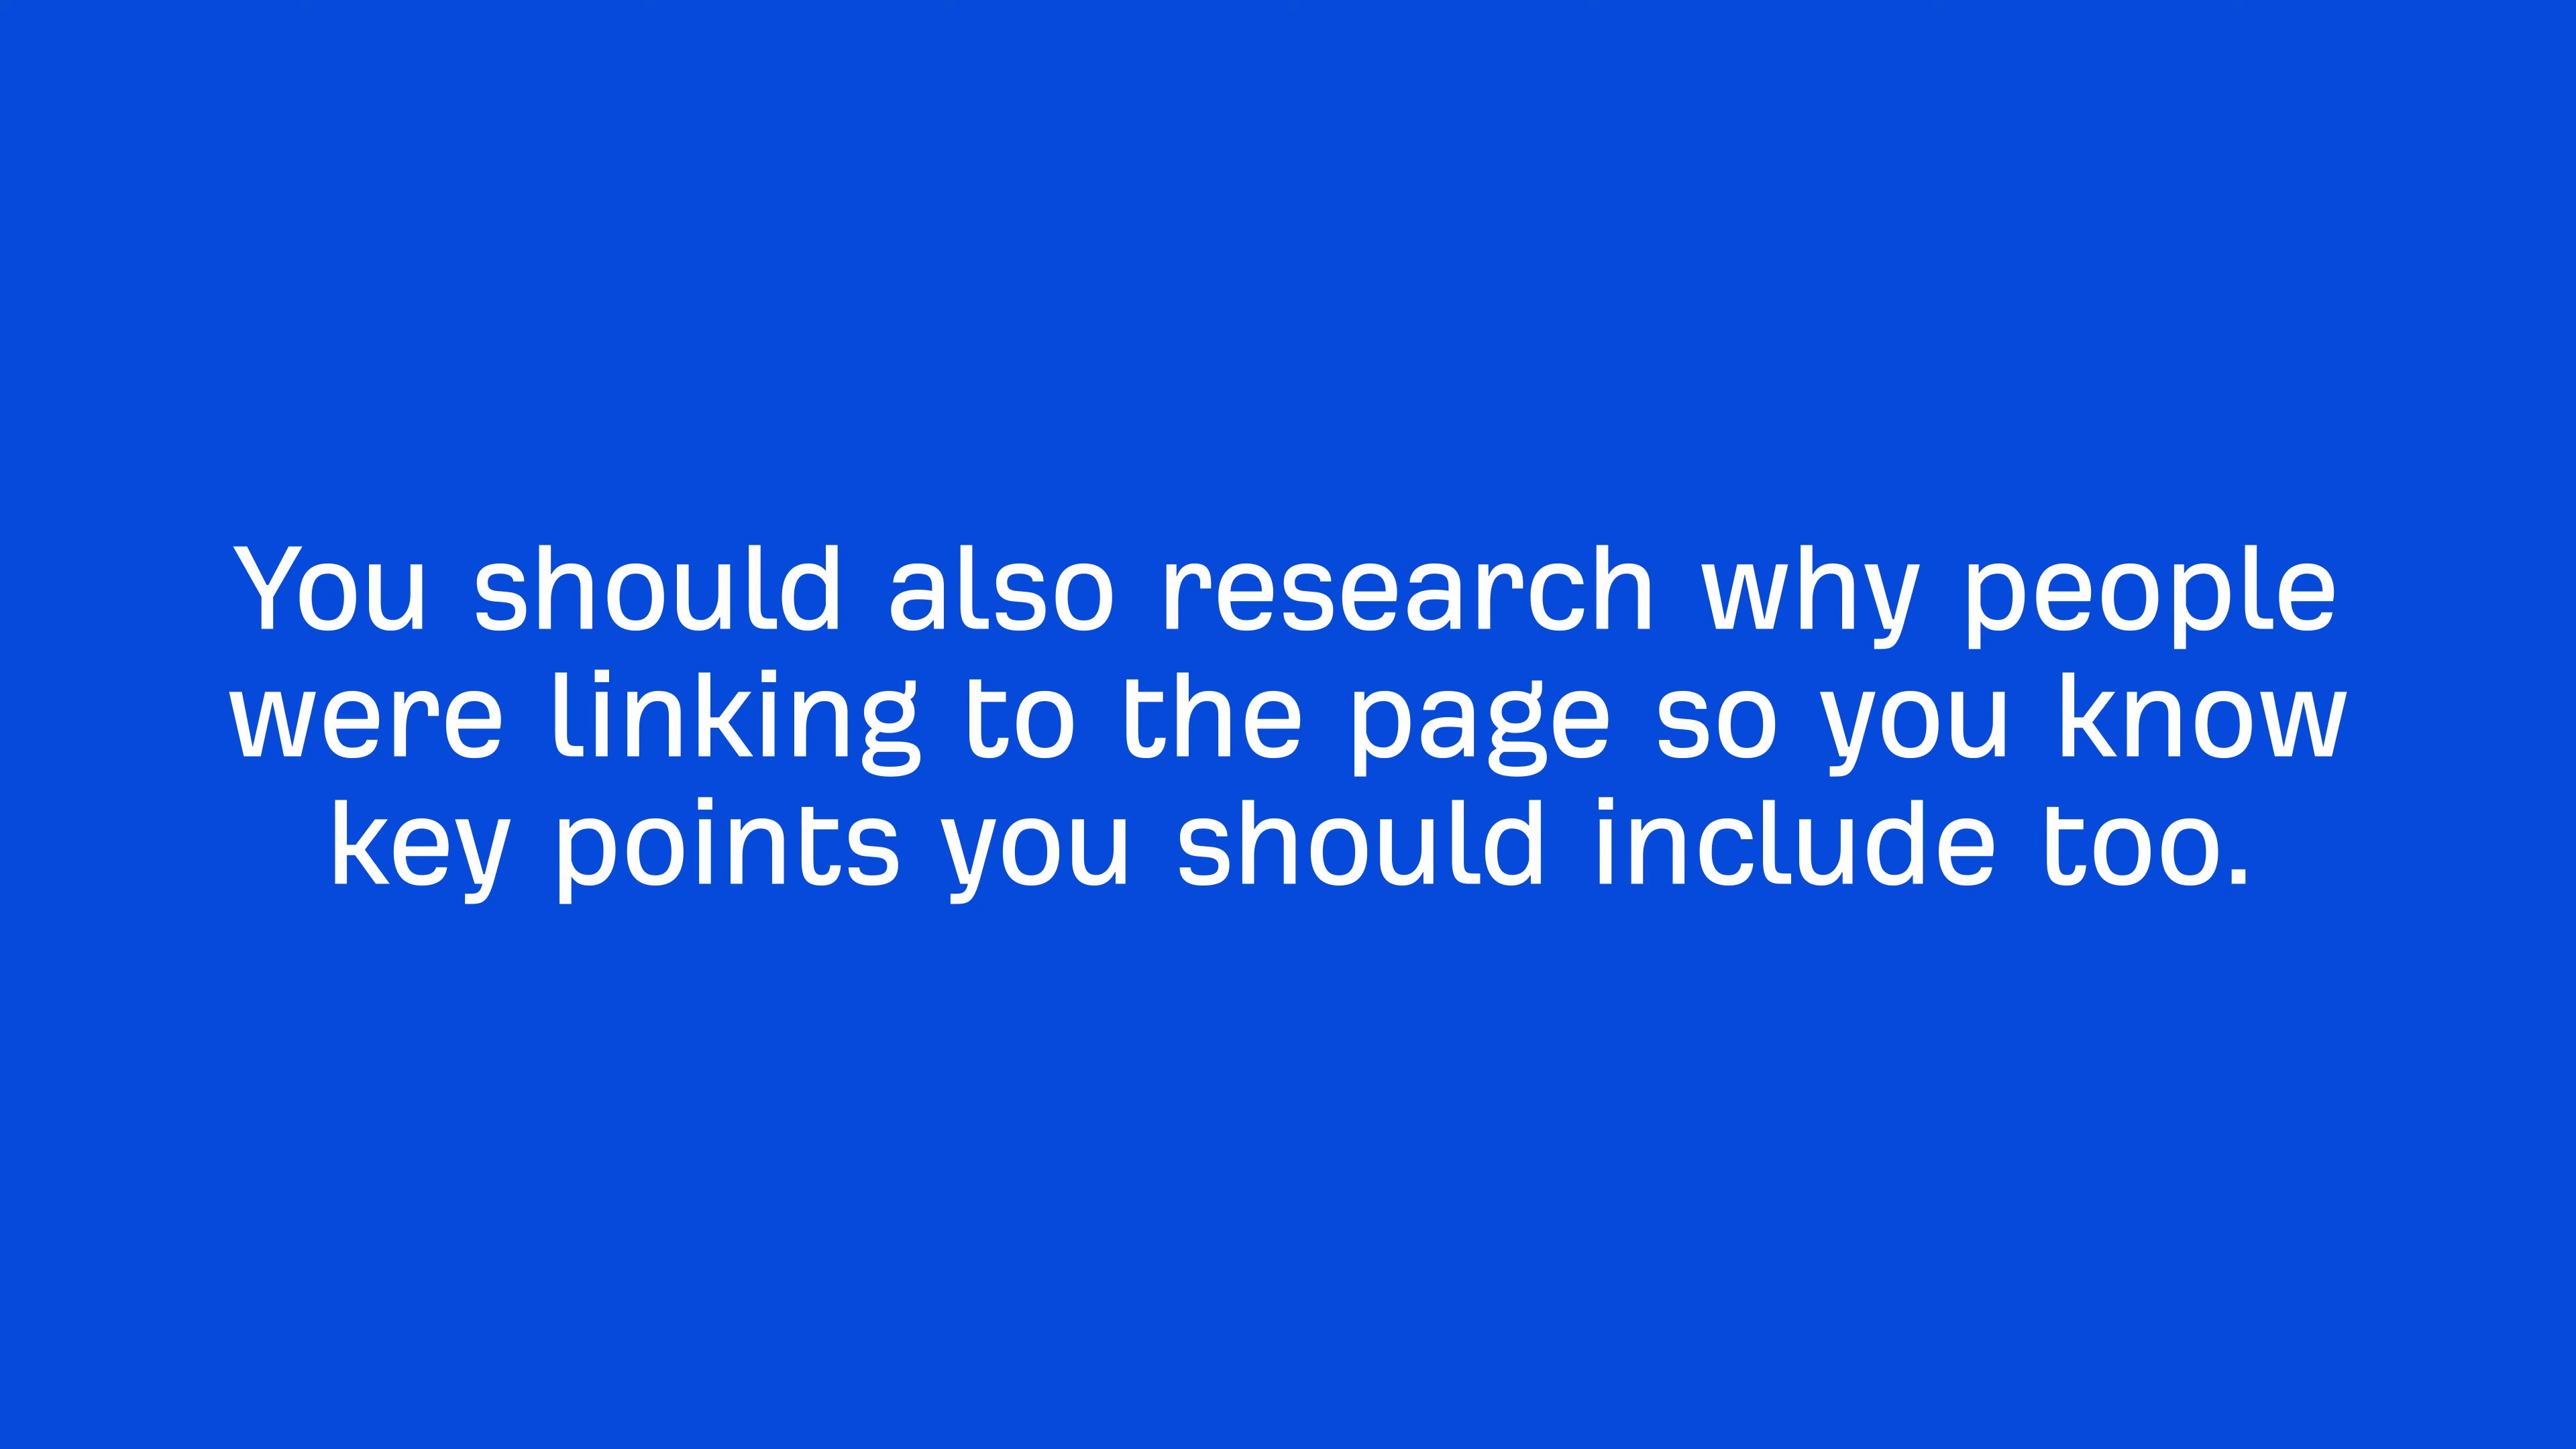 You should also research why people
were linking to the page so you know
key points you should include too.